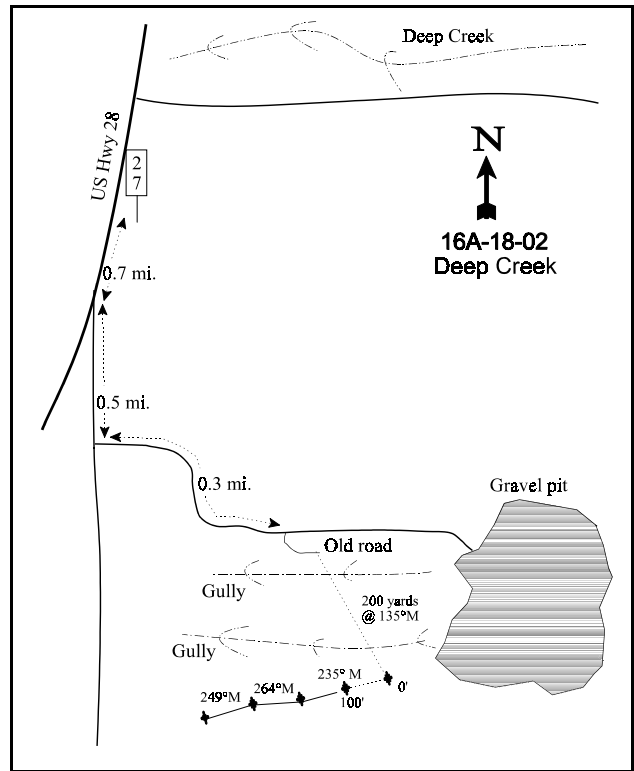 Deep Creek
US Hwy 28
2
7
N
16A-18-02
Deep Creek
0.7 mi.
0.5 mi.
0.3 mi.
Gravel pit
Old road
Gully
200 yards
@ 135°M
Gully
235° M
0'
264°M
100'
249°M